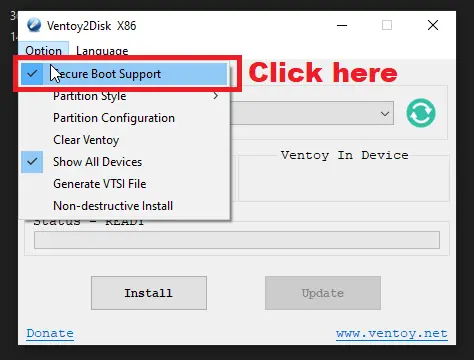 Ventoy2Disk X86
Option Language
Secure Boot Support
Click here
Partition Style
Partition Configuration
Clear Ventoy
Show All Devices
Ventoy In Device
Generate VTSI File
Non-destructive Install
Status - READY
Install Update
Donate www.ventoy.net